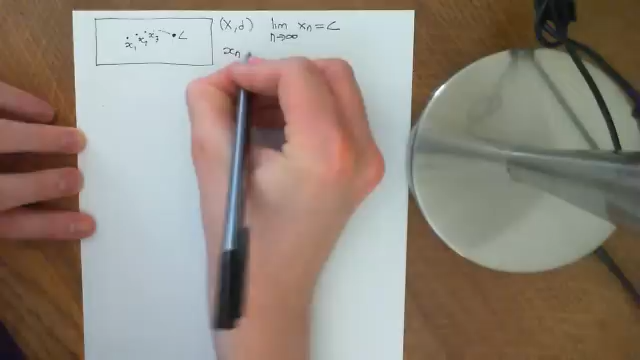 (X,d) lim xₙ = L
n→∞
xₙ
x₁ x₂ x₃ L